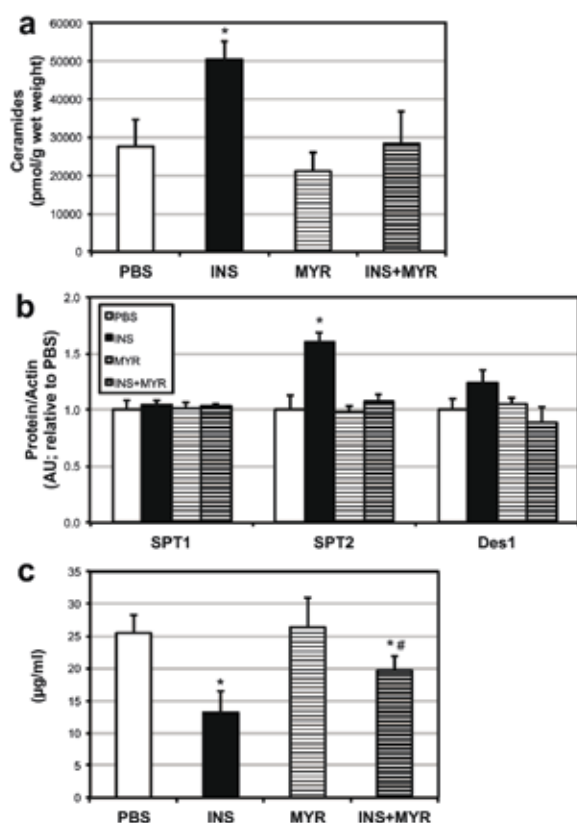 a
Ceramides
(pmol/g wet weight)
60000
50000
40000
30000
20000
10000
0
*
PBS INS MYR INS+MYR
b
Protein/Actin
(AU; relative to PBS)
2.0
1.5
1.0
0.5
0.0
PBS
INS
MYR
INS+MYR
*
SPT1 SPT2 Des1
c
(µg/ml)
35
30
25
20
15
10
5
0
*
*#
PBS INS MYR INS+MYR